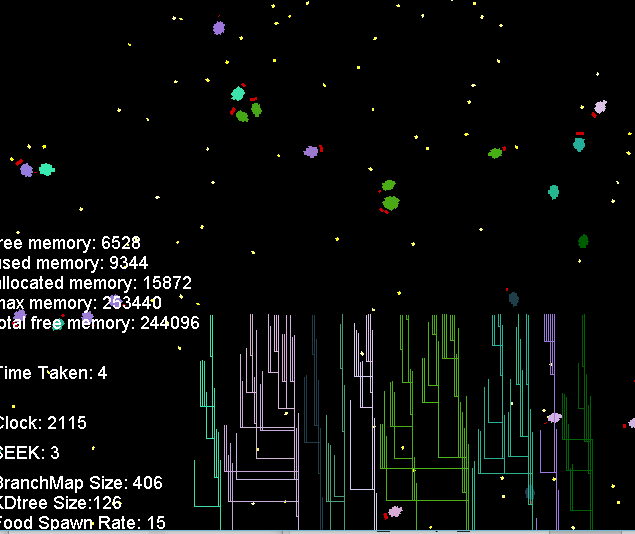 ree memory: 6528
used memory: 9344
allocated memory: 15872
max memory: 253440
otal free memory: 244096
Time Taken: 4
Clock: 2115
SEEK: 3
BranchMap Size: 406
KDtree Size:126
Food Spawn Rate: 15